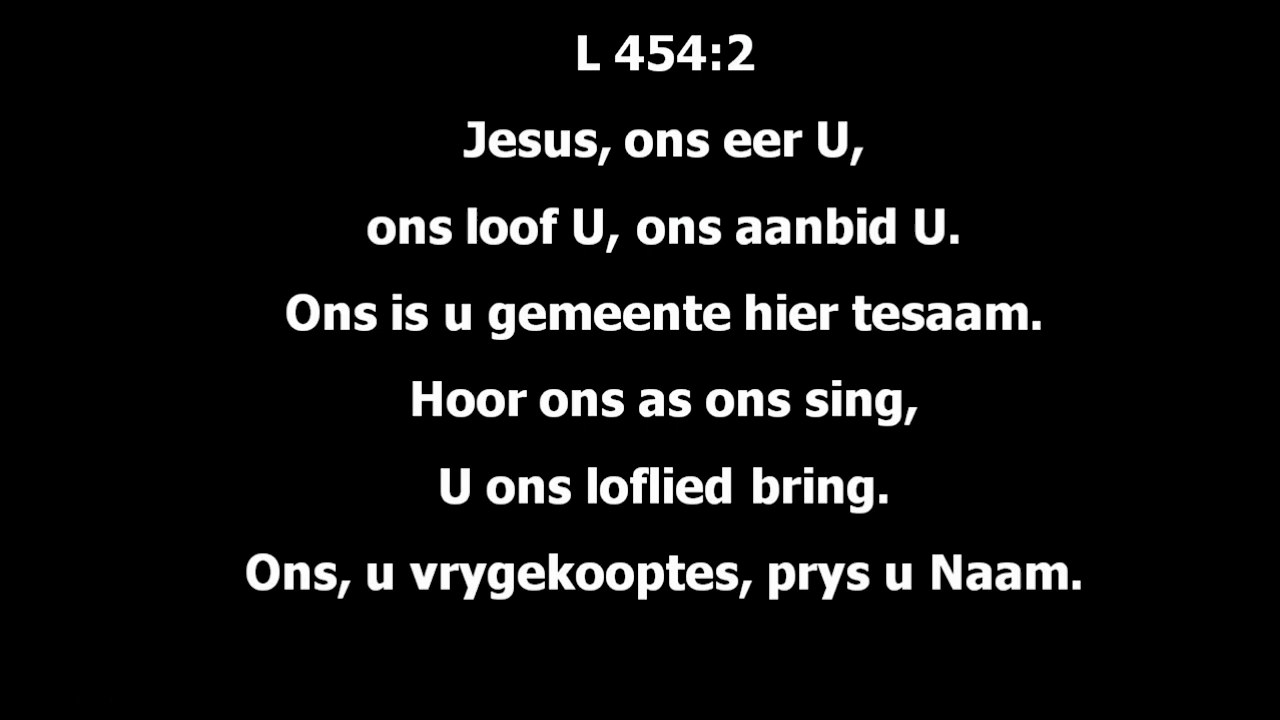 L 454:2
Jesus, ons eer U,
ons loof U, ons aanbid U.
Ons is u gemeente hier tesaam.
Hoor ons as ons sing,
U ons loflied bring.
Ons, u vrygekooptes, prys u Naam.